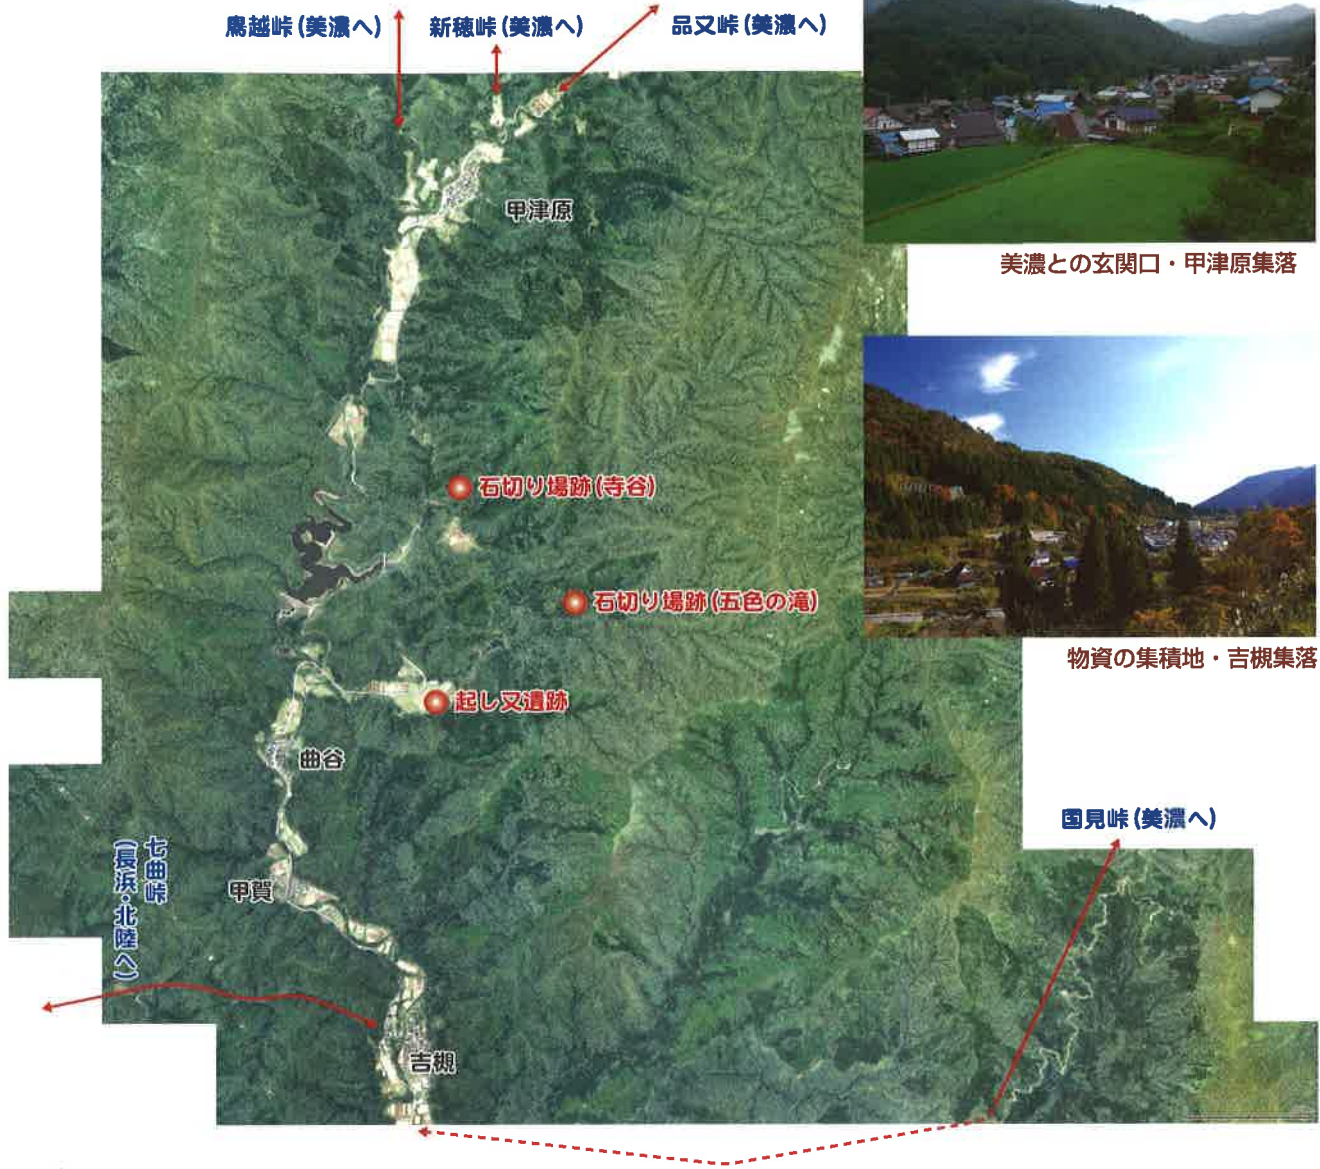 鳥越峠(美濃へ)
新穂峠(美濃へ)
品又峠(美濃へ)
甲津原
美濃との玄関口・甲津原集落
石切り場跡(寺谷)
石切り場跡(五色の滝)
物資の集積地・吉槻集落
起し又遺跡
曲谷
国見峠(美濃へ)
七曲峠
(長浜・北陸へ)
甲賀
吉槻